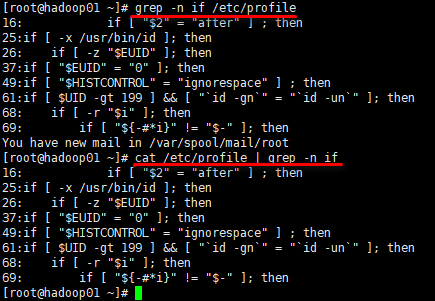 [root@hadoop01 ~]# grep -n if /etc/profile
16:            if [ "$2" = "after" ] ; then
25:if [ -x /usr/bin/id ]; then
26:    if [ -z "$EUID" ]; then
37:if [ "$EUID" = "0" ]; then
49:if [ "$HISTCONTROL" = "ignorespace" ] ; then
61:if [ $UID -gt 199 ] && [ "`id -gn`" = "`id -un`" ]; then
68:    if [ -r "$i" ]; then
69:        if [ "${-#*i}" != "$-" ]; then
You have new mail in /var/spool/mail/root
[root@hadoop01 ~]# cat /etc/profile | grep -n if
16:            if [ "$2" = "after" ] ; then
25:if [ -x /usr/bin/id ]; then
26:    if [ -z "$EUID" ]; then
37:if [ "$EUID" = "0" ]; then
49:if [ "$HISTCONTROL" = "ignorespace" ] ; then
61:if [ $UID -gt 199 ] && [ "`id -gn`" = "`id -un`" ]; then
68:    if [ -r "$i" ]; then
69:        if [ "${-#*i}" != "$-" ]; then
[root@hadoop01 ~]#